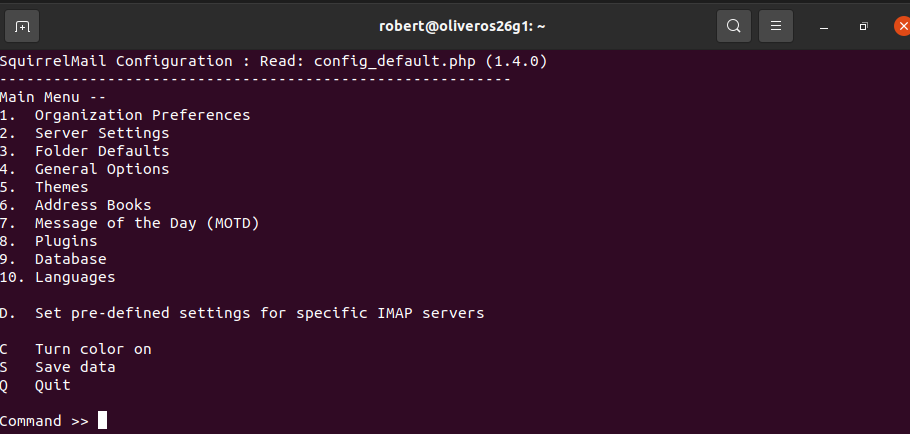 robert@oliveros26g1: ~
SquirrelMail Configuration : Read: config_default.php (1.4.0)
---------------------------------------------------------
Main Menu --
1.  Organization Preferences
2.  Server Settings
3.  Folder Defaults
4.  General Options
5.  Themes
6.  Address Books
7.  Message of the Day (MOTD)
8.  Plugins
9.  Database
10. Languages
D.  Set pre-defined settings for specific IMAP servers
C   Turn color on
S   Save data
Q   Quit
Command >>